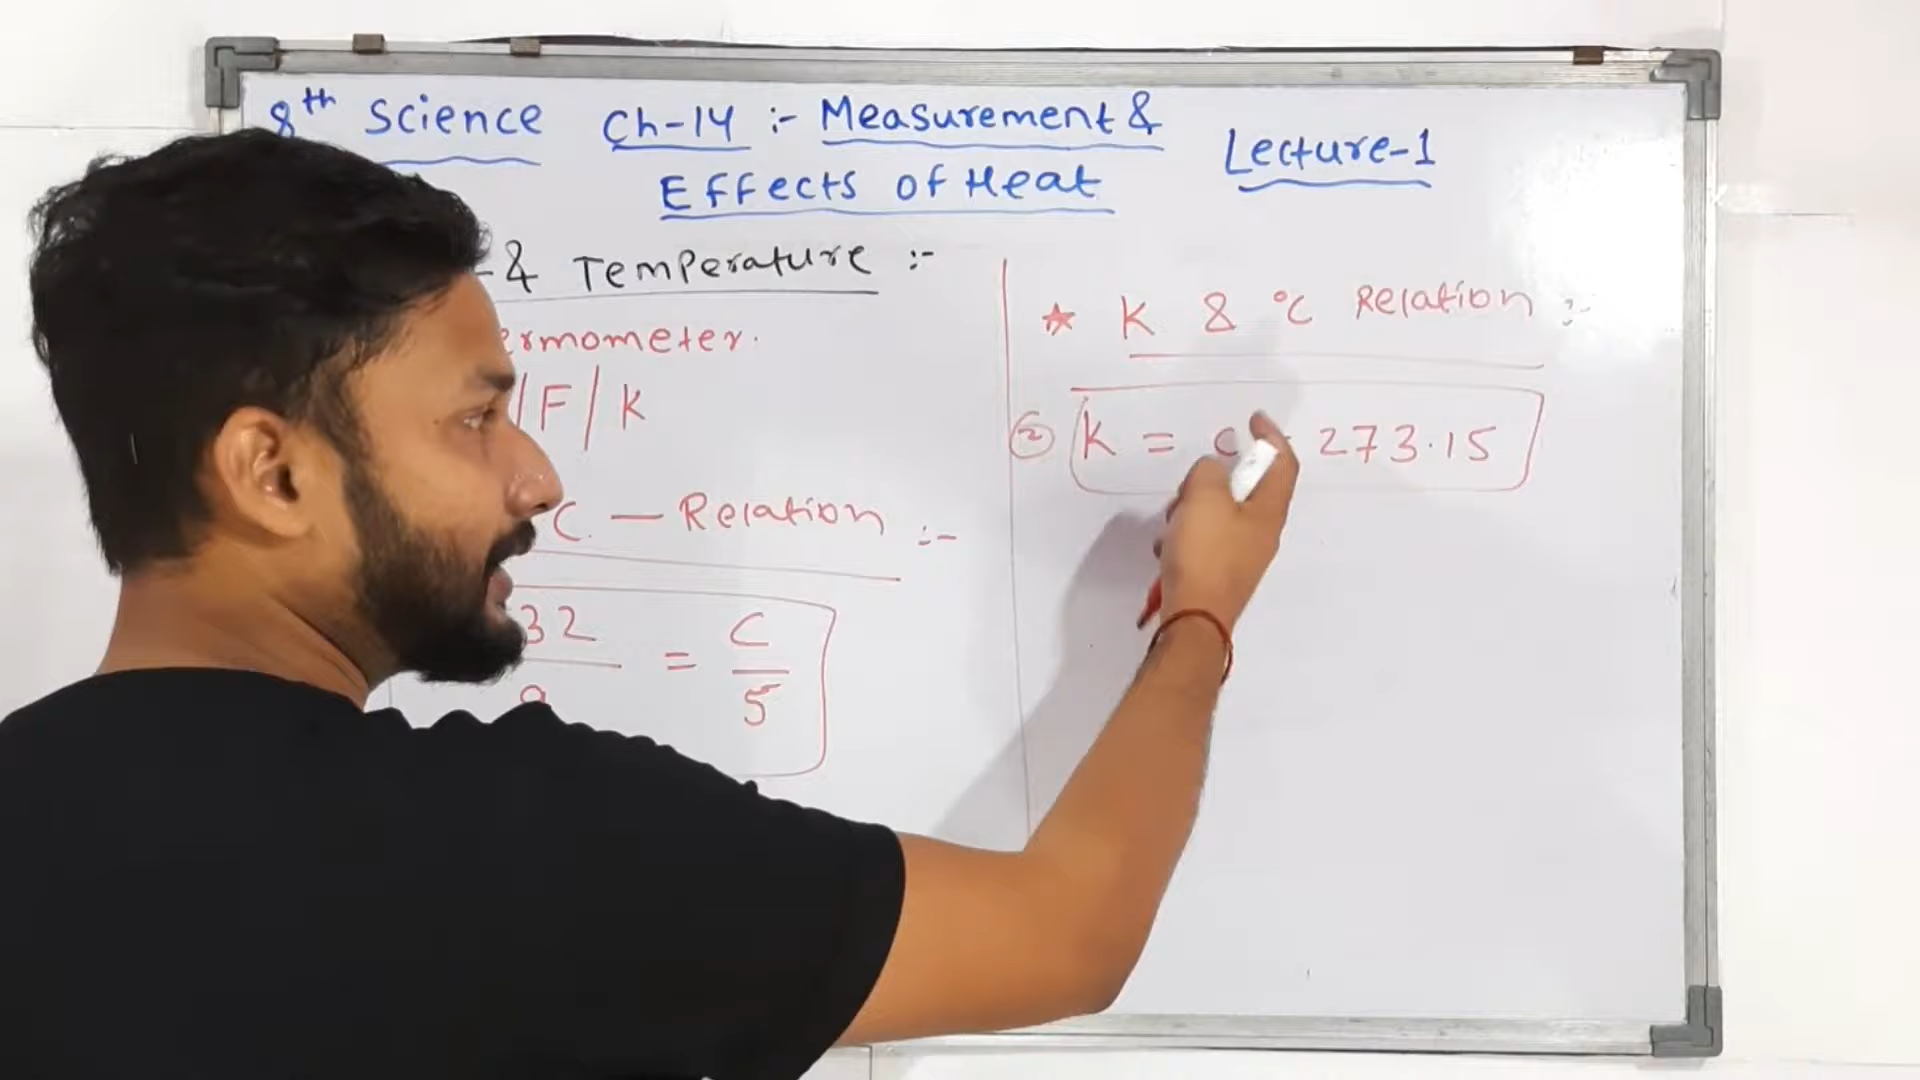 8th Science Ch-14 :- Measurement &
Effects of Heat
Lecture-1
& Temperature :-
ermometer.
/F/K
C - Relation :-
32
= C
9
5
★ K & °C Relation :-
② K = C 273.15